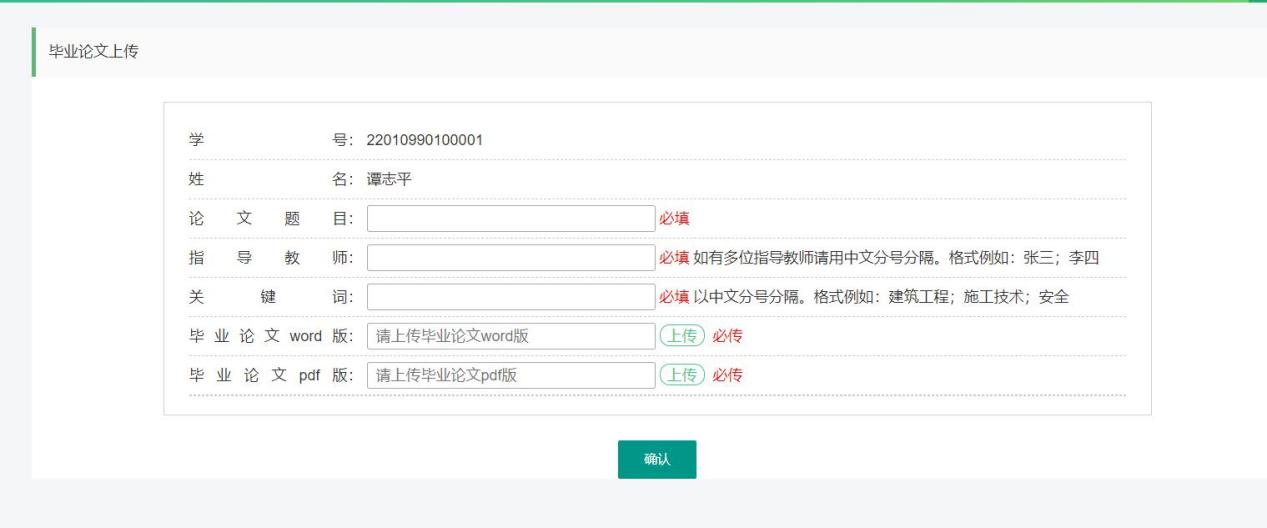 毕业论文上传
学号：22010990100001
姓名：谭志平
论文题目：必填
指导教师：必填 如有多位指导教师请用中文分号分隔。格式例如：张三；李四
关键词：必填 以中文分号分隔。格式例如：建筑工程；施工技术；安全
毕业论文 word 版：请上传毕业论文word版 上传 必传
毕业论文 pdf 版：请上传毕业论文pdf版 上传 必传
确认